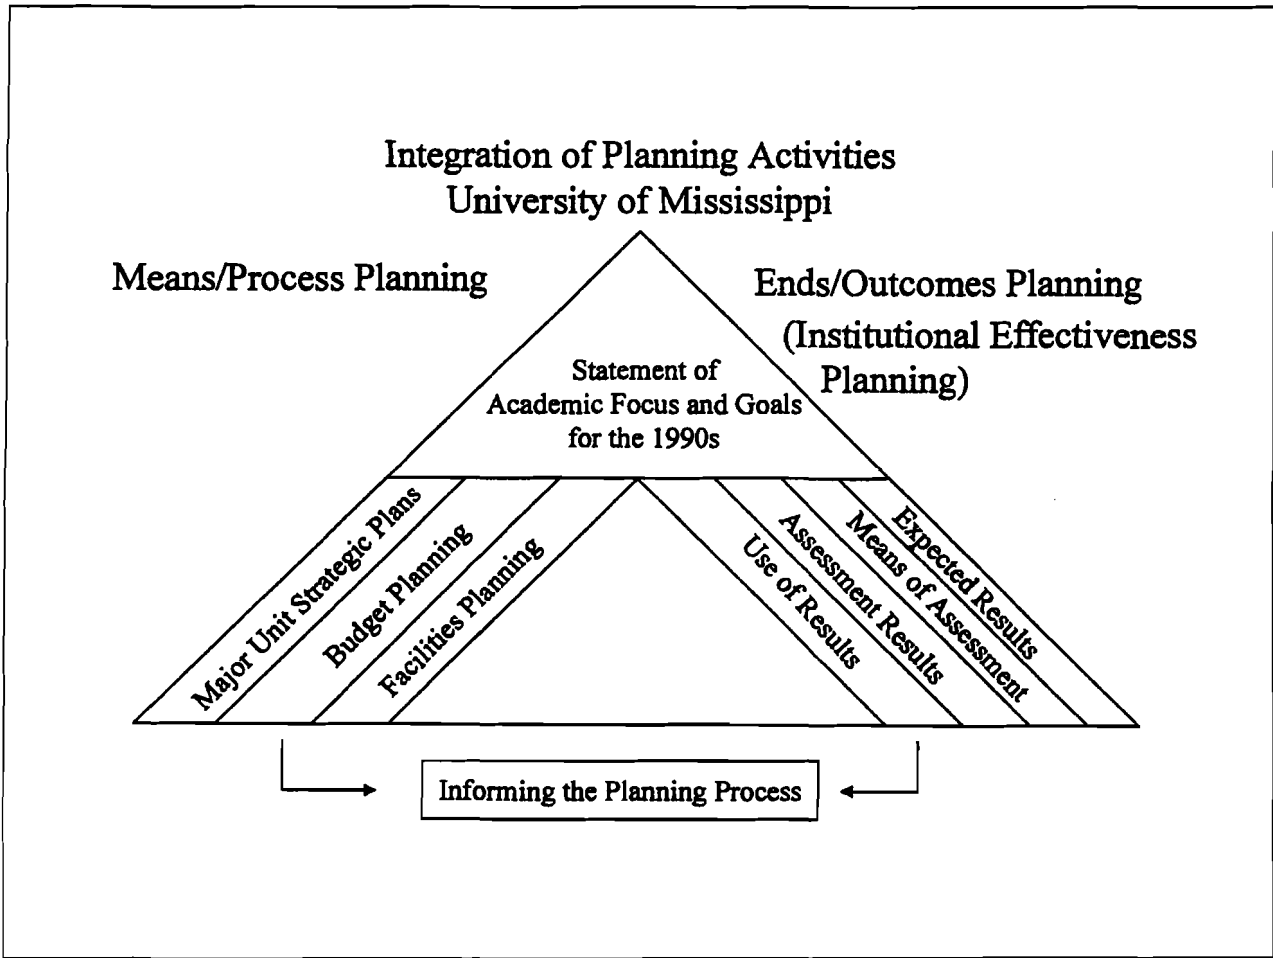 Integration of Planning Activities
University of Mississippi
Means/Process Planning
Ends/Outcomes Planning
(Institutional Effectiveness
Planning)
Statement of
Academic Focus and Goals
for the 1990s
Major Unit Strategic Plans
Budget Planning
Facilities Planning
Use of Results
Assessment Results
Means of Assessment
Expected Results
Informing the Planning Process